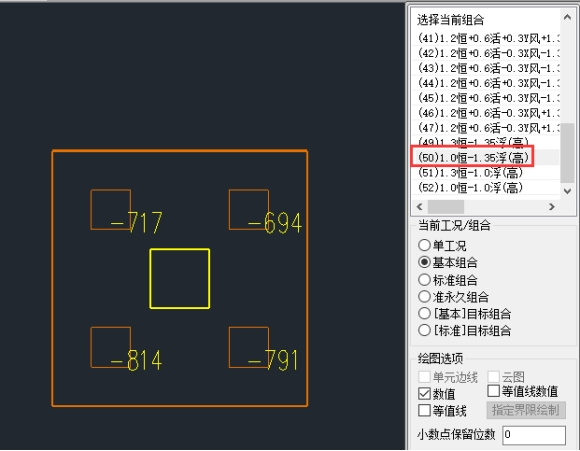 选择当前组合
(41)1.2恒+0.6活+0.3Y风+1.3
(42)1.2恒+0.6活-0.3X风-1.3
(43)1.2恒+0.6活-0.3Y风-1.3
(44)1.2恒+0.6活+0.3X风-1.3
(45)1.2恒+0.6活+0.3Y风-1.3
(46)1.2恒+0.6活-0.3X风+1.3
(47)1.2恒+0.6活-0.3Y风+1.3
(49)1.3恒-1.35浮(高)
(50)1.0恒-1.35浮(高)
(51)1.3恒-1.0浮(高)
(52)1.0恒-1.0浮(高)
当前工况/组合
单工况
基本组合
标准组合
准永久组合
[基本]目标组合
[标准]目标组合
绘图选项
单元边线 云图
数值 等值线数值
等值线 指定界限绘制
小数点保留位数 0
-717 -694
-814 -791